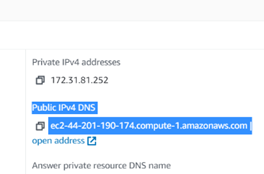 Private IPv4 addresses
172.31.81.252
Public IPv4 DNS
ec2-44-201-190-174.compute-1.amazonaws.com |
open address
Answer private resource DNS name